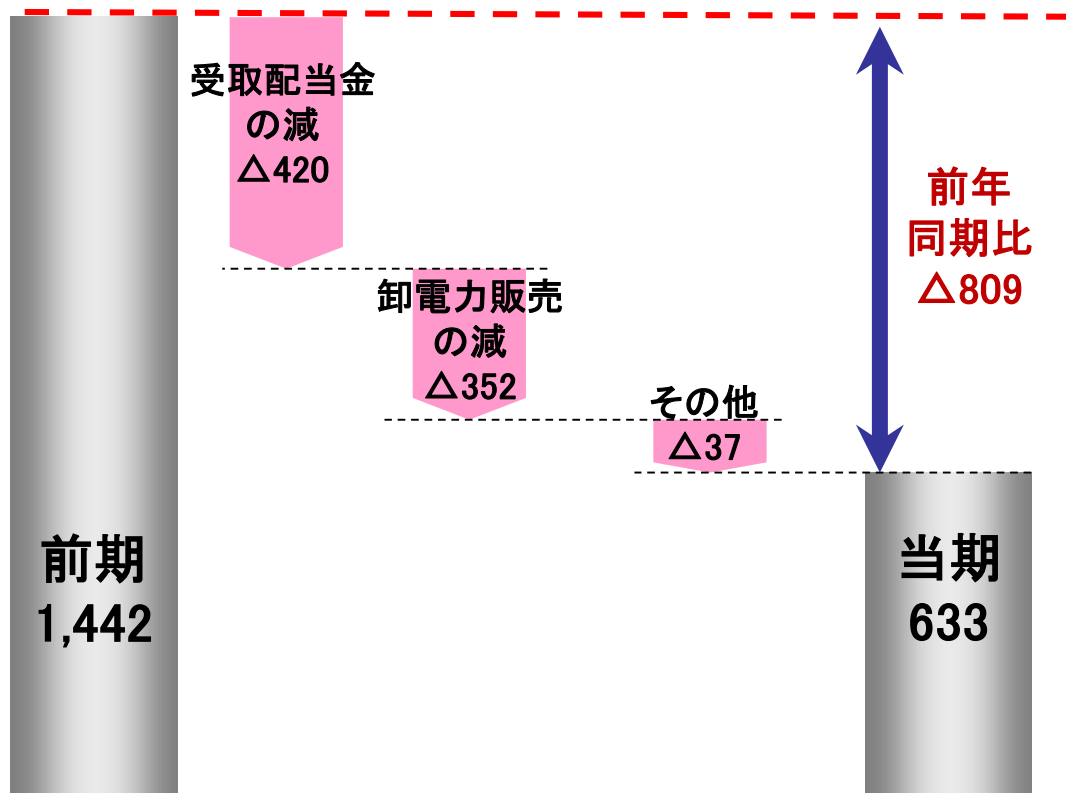 受取配当金
の減
△420
卸電力販売
の減
△352
その他
△37
前年
同期比
△809
前期
1,442
当期
633